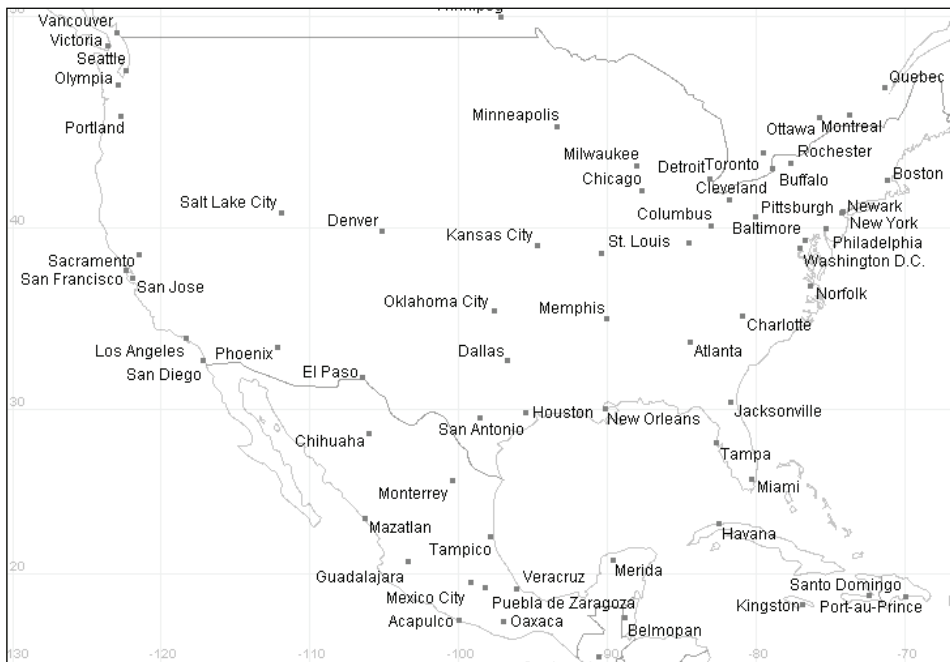 Winnipeg
50
Vancouver
Victoria
Seattle
Olympia
Quebec
Minneapolis
Portland
Ottawa
Montreal
Milwaukee
Detroit
Toronto
Rochester
Chicago
Cleveland
Buffalo
Boston
Salt Lake City
Denver
Columbus
Pittsburgh
Newark
40
Kansas City
St. Louis
Baltimore
New York
Philadelphia
Sacramento
Washington D.C.
San Francisco
San Jose
Norfolk
Oklahoma City
Memphis
Charlotte
Los Angeles
Phoenix
Dallas
Atlanta
San Diego
El Paso
30
Houston
New Orleans
Jacksonville
Chihuaha
San Antonio
Tampa
Monterrey
Miami
Mazatlan
Havana
Tampico
20
Guadalajara
Veracruz
Merida
Santo Domingo
Mexico City
Puebla de Zaragoza
Kingston
Port-au-Prince
Acapulco
Oaxaca
Belmopan
-130
-120
-110
-100
-90
-80
-70